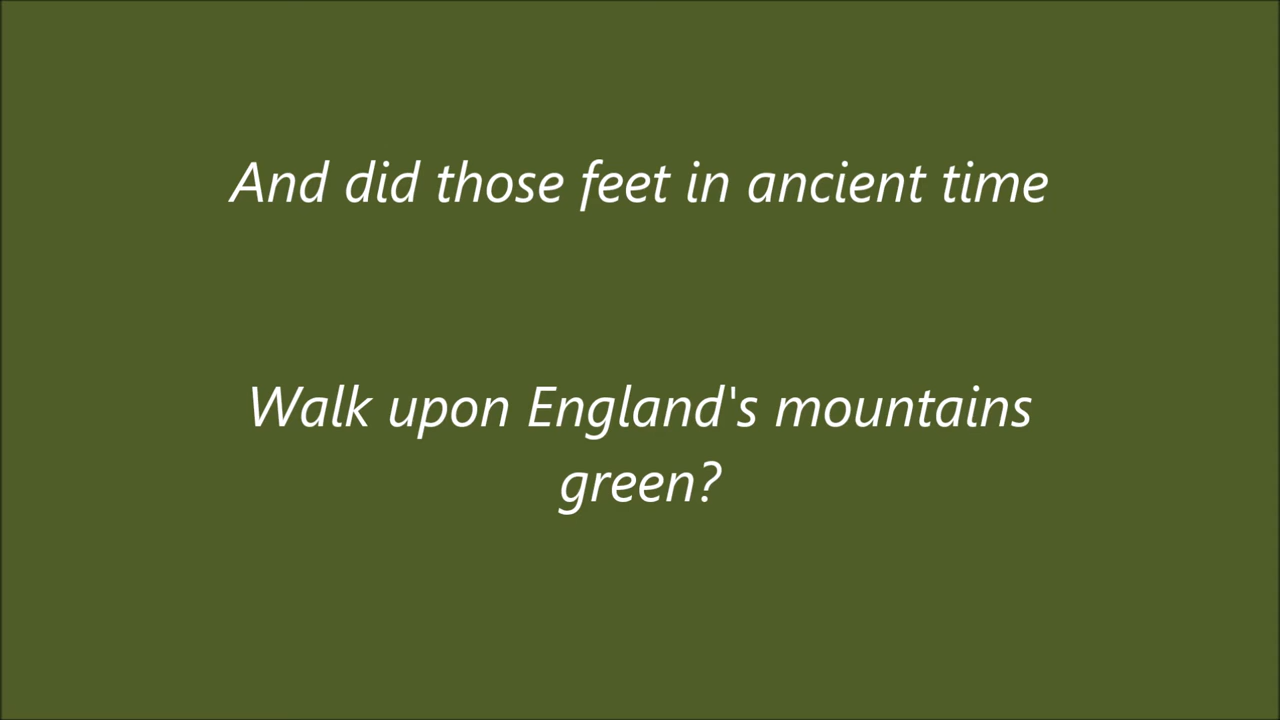 And did those feet in ancient time
Walk upon England's mountains
green?